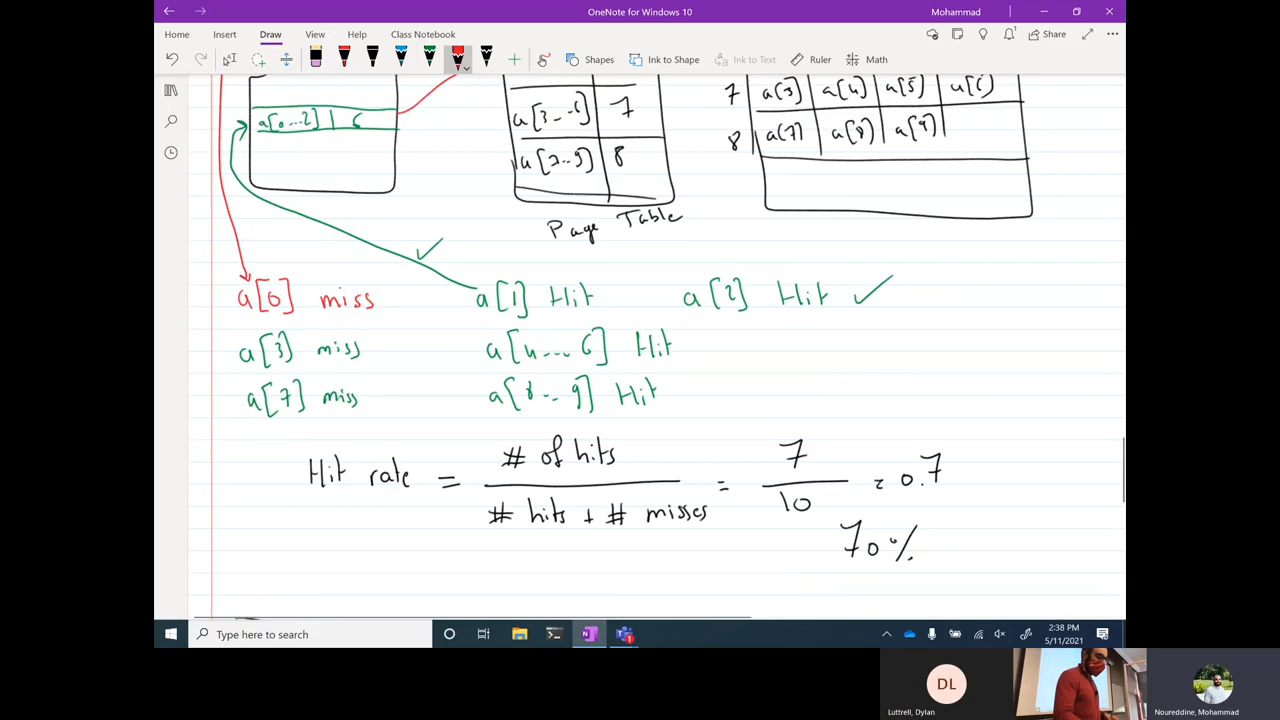 OneNote for Windows 10
Mohammad
Home Insert Draw View Help Class Notebook
Share
Shapes Ink to Shape Ink to Text Ruler Math
a[0...2] 6
a[3--6] 7
a[7..9] 8
Page Table
7 a[3] a[4] a[5] a[6]
8 a[7] a[8] a[9]
a[0] miss a[1] Hit a[2] Hit ✓
a[3] miss a[4...6] Hit
a[7] miss a[8..9] Hit
Hit rate = # of hits / # hits + # misses = 7 / 10 = 0.7
70%
Type here to search
2:38 PM
5/11/2021
DL
Luttrell, Dylan
Noureddine, Mohammad